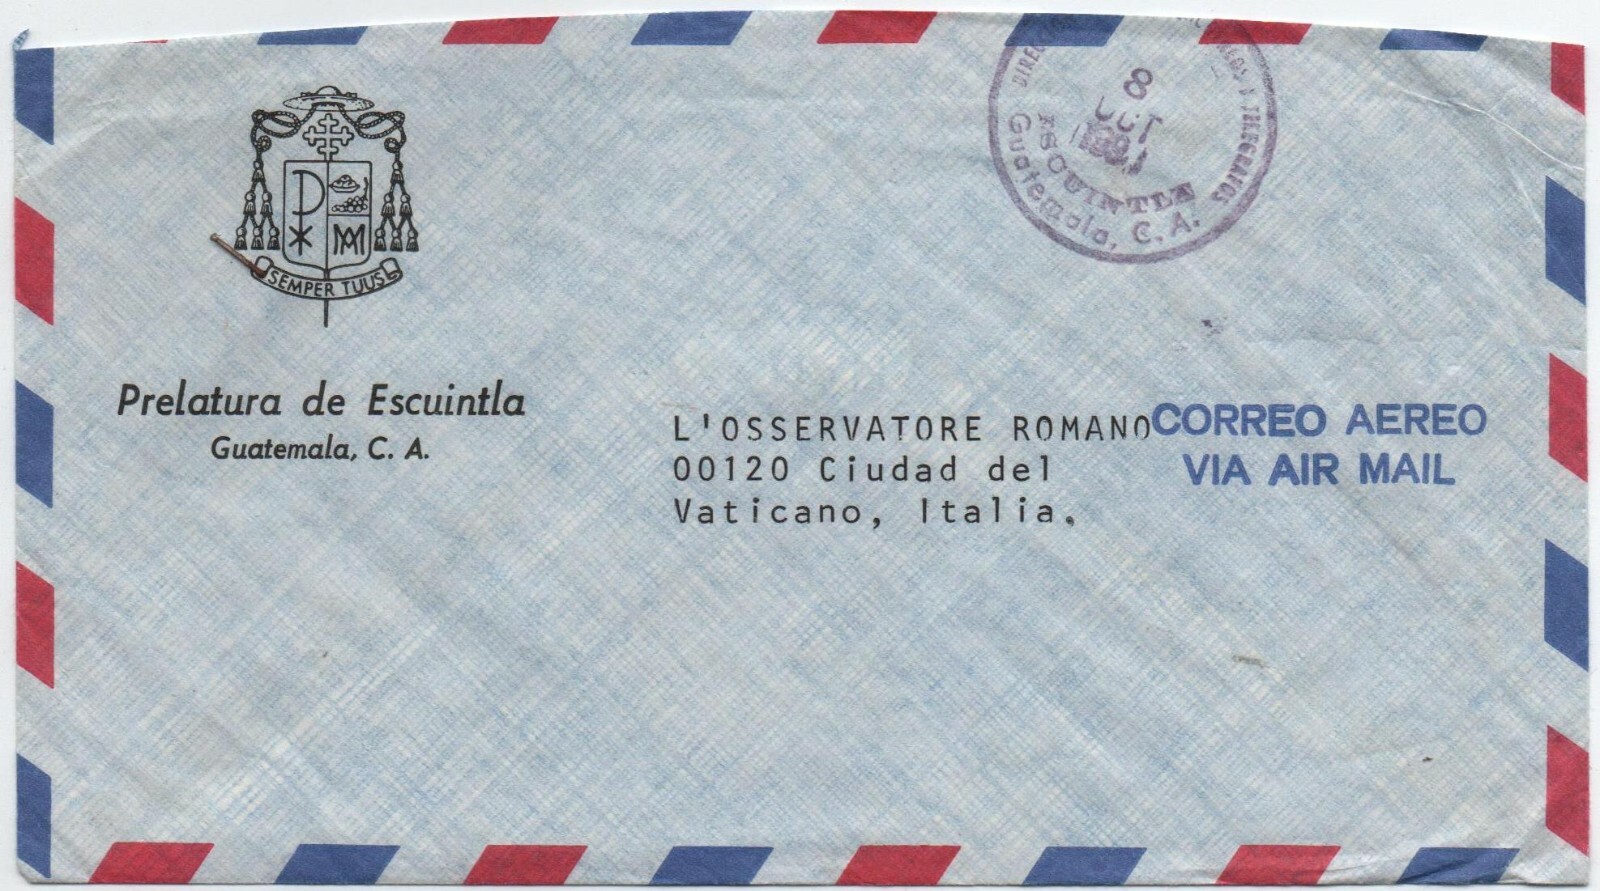 SEMPER TUUS
Prelatura de Escuintla
Guatemala, C. A.
8
OCT
ESCUINTLA
Guatemala, C. A.
TELEGRAFOS
L'OSSERVATORE ROMANO
00120 Ciudad del
Vaticano, Italia.
CORREO AEREO
VIA AIR MAIL